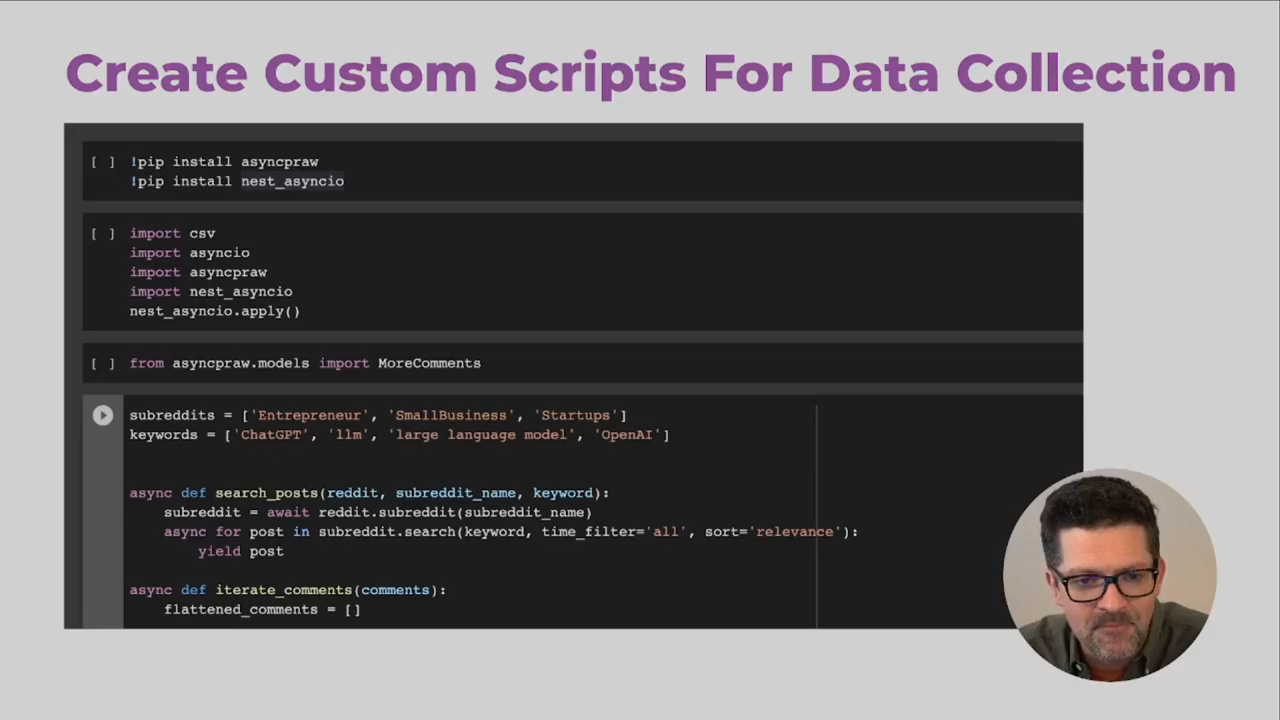 Create Custom Scripts For Data Collection
[ ] !pip install asyncpraw
!pip install nest_asyncio
[ ] import csv
import asyncio
import asyncpraw
import nest_asyncio
nest_asyncio.apply()
[ ] from asyncpraw.models import MoreComments
subreddits = ['Entrepreneur', 'SmallBusiness', 'Startups']
keywords = ['ChatGPT', 'llm', 'large language model', 'OpenAI']
async def search_posts(reddit, subreddit_name, keyword):
subreddit = await reddit.subreddit(subreddit_name)
async for post in subreddit.search(keyword, time_filter='all', sort='relevance'):
yield post
async def iterate_comments(comments):
flattened_comments = []